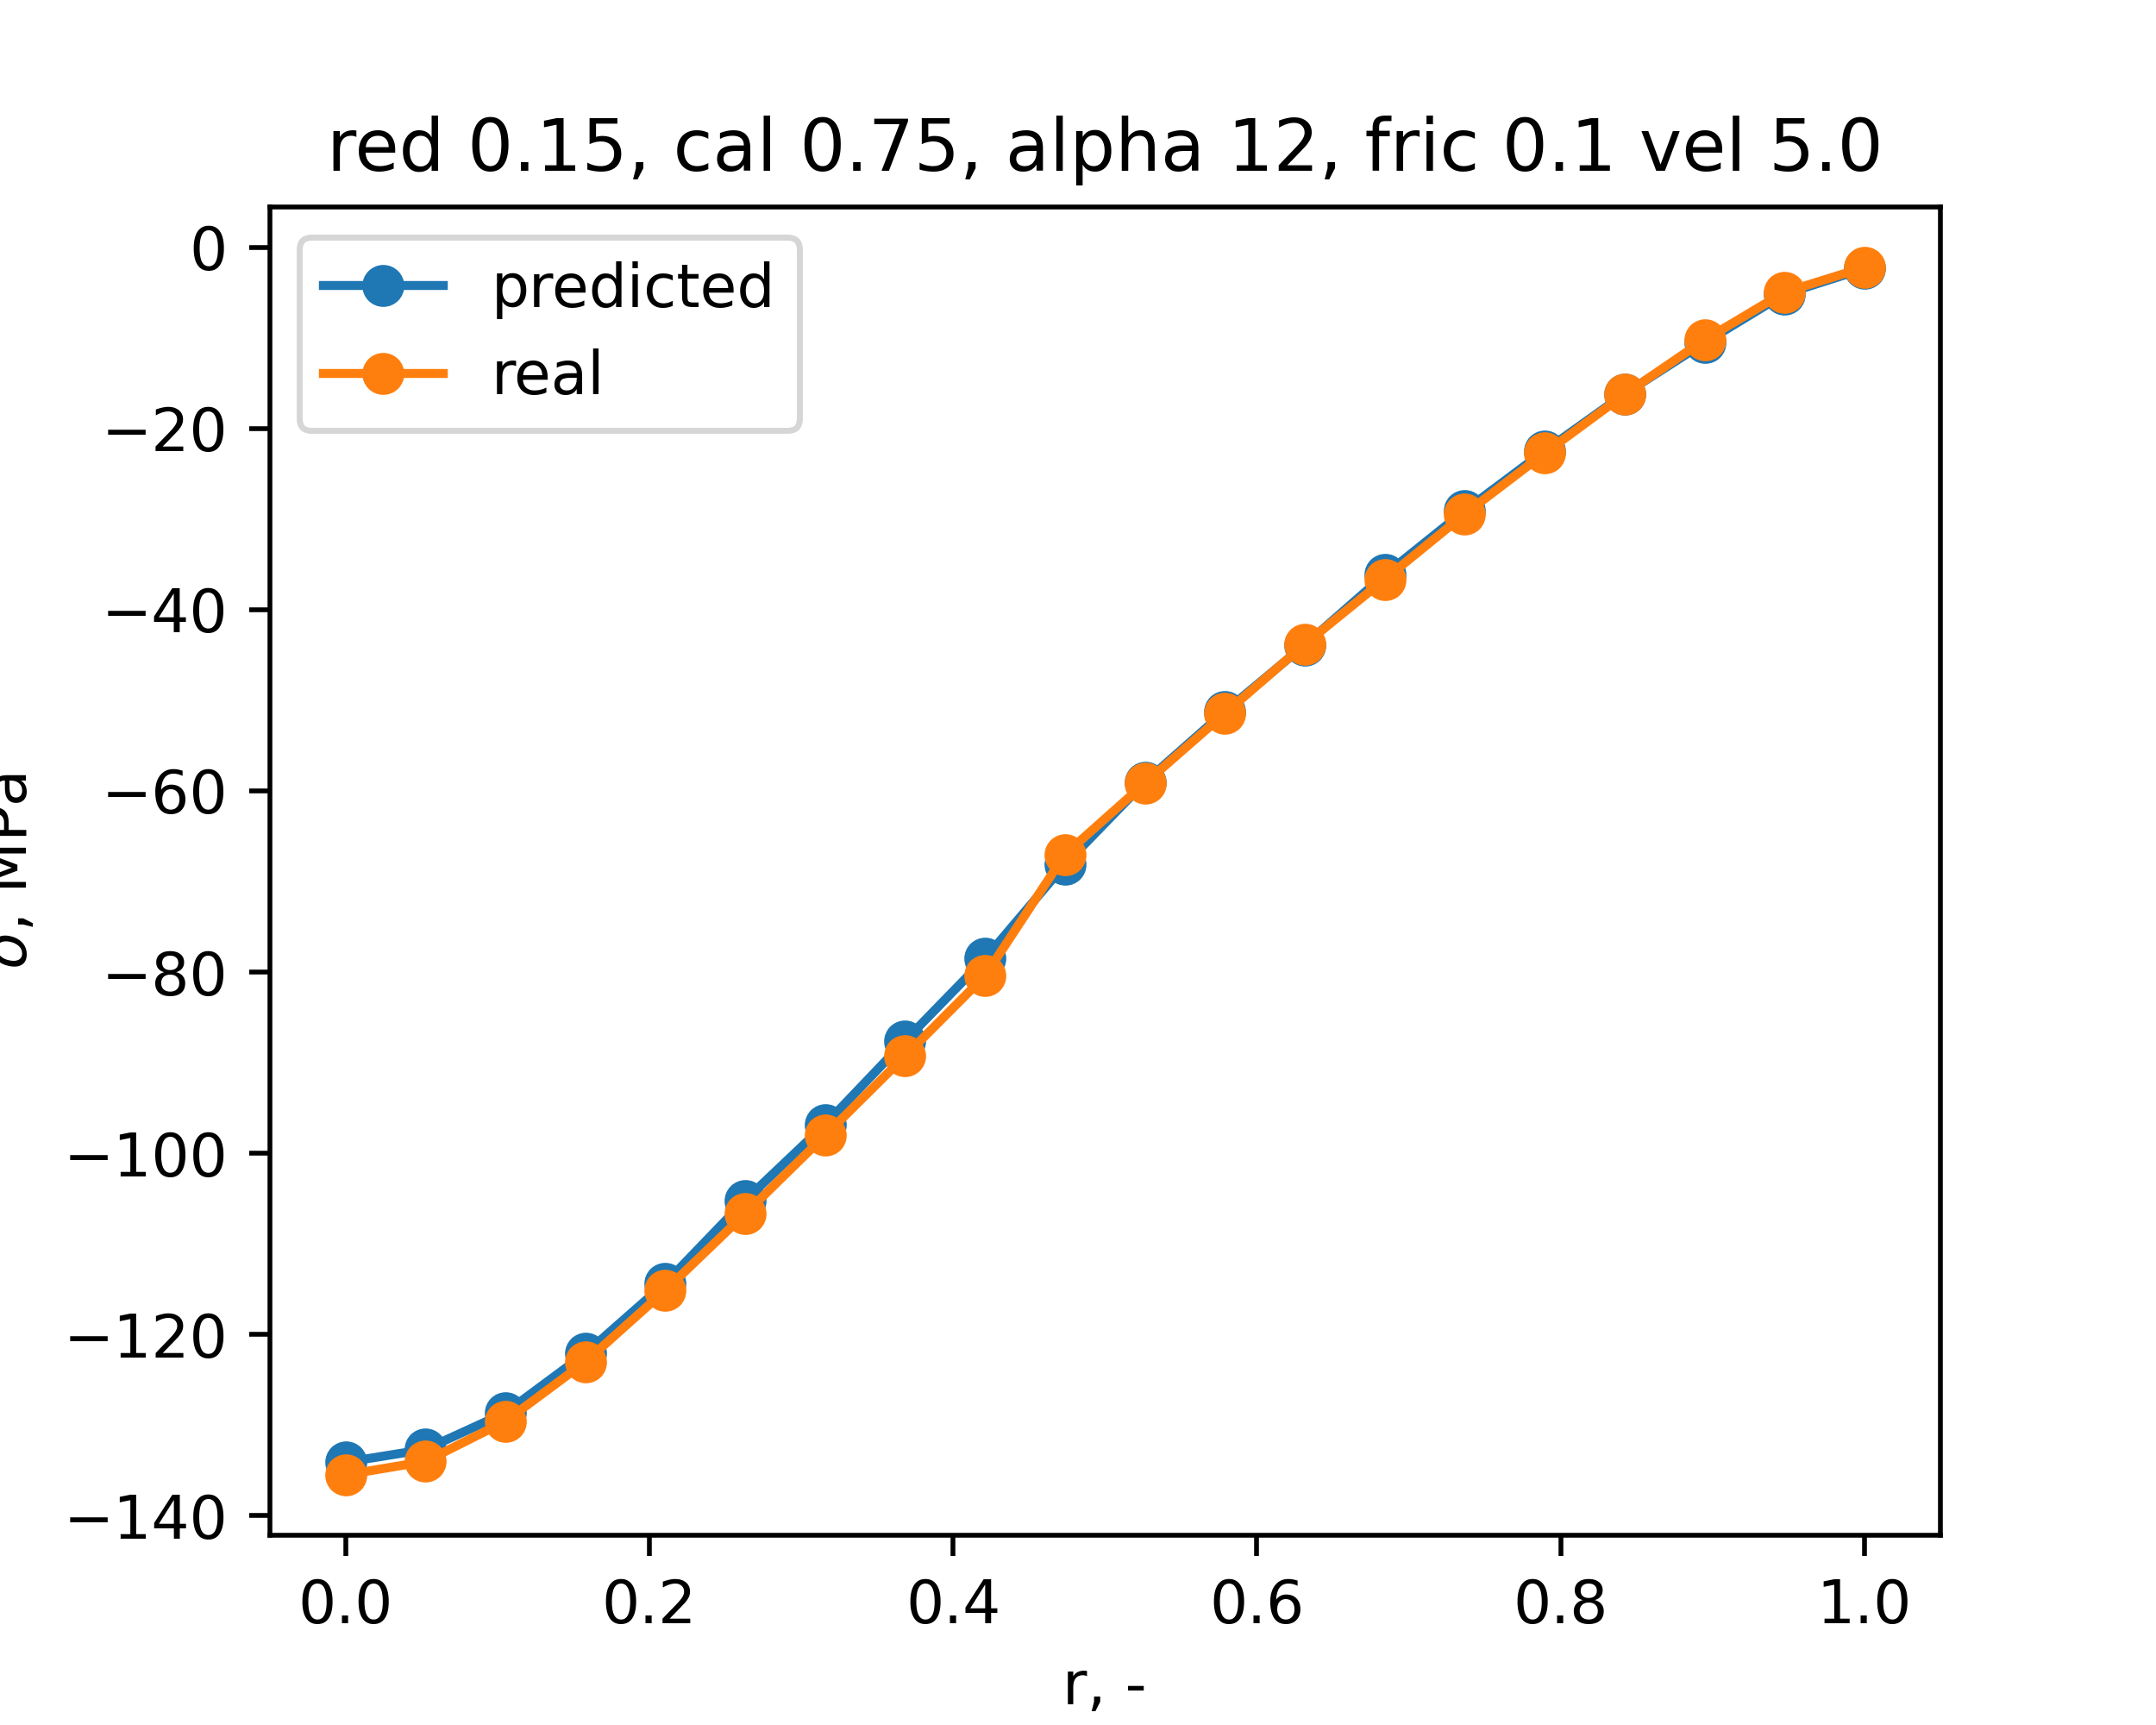 red 0.15, cal 0.75, alpha 12, fric 0.1 vel 5.0
predicted
real
0
−20
−40
−60
−80
−100
−120
−140
, MPa
0.0 0.2 0.4 0.6 0.8 1.0
r, -